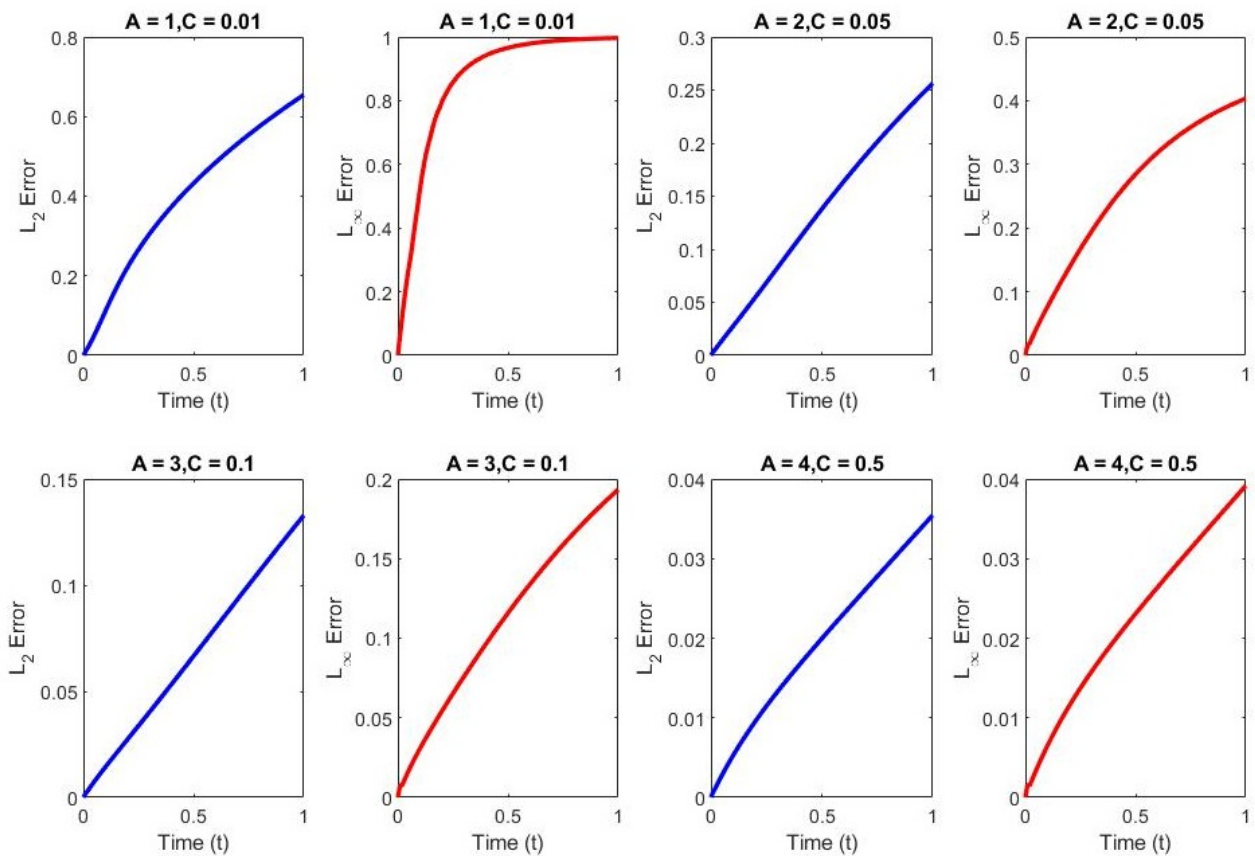 A = 1,C = 0.01
0.8
0.6
0.4
0.2
0
0 0.5 1
L2 Error
Time (t)
A = 1,C = 0.01
1
0.8
0.6
0.4
0.2
0
0 0.5 1
L∞ Error
Time (t)
A = 2,C = 0.05
0.3
0.25
0.2
0.15
0.1
0.05
0
0 0.5 1
L2 Error
Time (t)
A = 2,C = 0.05
0.5
0.4
0.3
0.2
0.1
0
0 0.5 1
L∞ Error
Time (t)
A = 3,C = 0.1
0.15
0.1
0.05
0
0 0.5 1
L2 Error
Time (t)
A = 3,C = 0.1
0.2
0.15
0.1
0.05
0
0 0.5 1
L∞ Error
Time (t)
A = 4,C = 0.5
0.04
0.03
0.02
0.01
0
0 0.5 1
L2 Error
Time (t)
A = 4,C = 0.5
0.04
0.03
0.02
0.01
0
0 0.5 1
L∞ Error
Time (t)